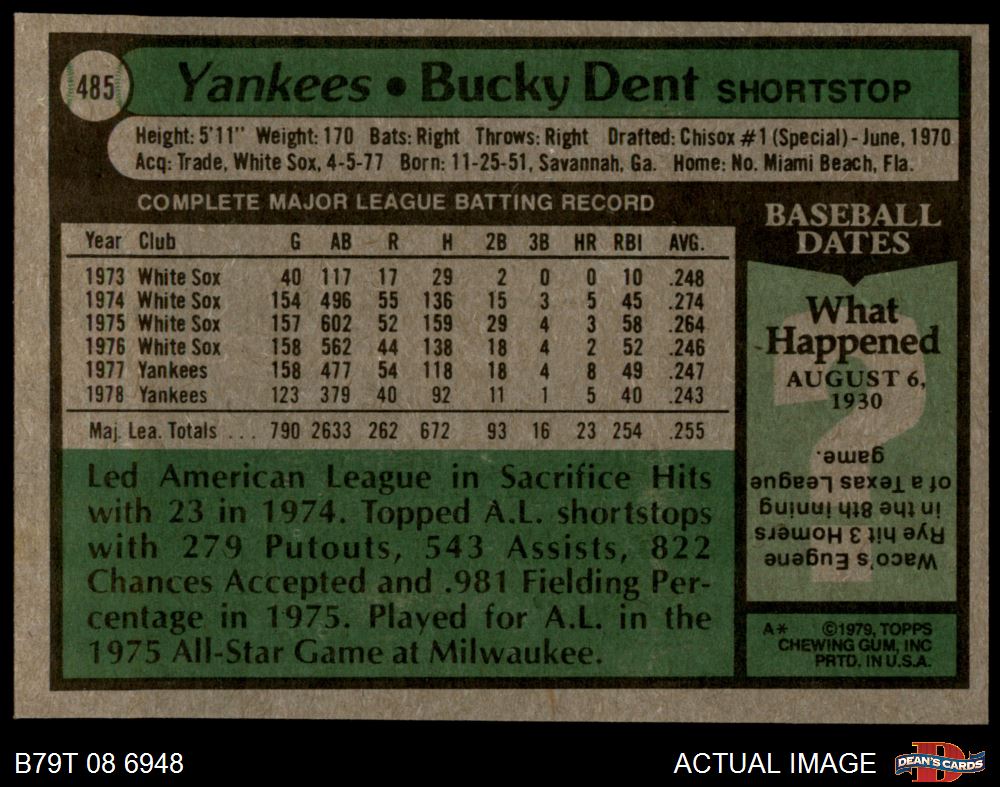 485
Yankees • Bucky Dent SHORTSTOP
Height: 5'11" Weight: 170 Bats: Right Throws: Right Drafted: Chisox #1 (Special) - June, 1970
Acq: Trade, White Sox, 4-5-77 Born: 11-25-51, Savannah, Ga. Home: No. Miami Beach, Fla.
COMPLETE MAJOR LEAGUE BATTING RECORD
Year Club G AB R H 2B 3B HR RBI AVG.
1973 White Sox 40 117 17 29 2 0 0 10 .248
1974 White Sox 154 496 55 136 15 3 5 45 .274
1975 White Sox 157 602 52 159 29 4 3 58 .264
1976 White Sox 158 562 44 138 18 4 2 52 .246
1977 Yankees 158 477 54 118 18 4 8 49 .247
1978 Yankees 123 379 40 92 11 1 5 40 .243
Maj. Lea. Totals ... 790 2633 262 672 93 16 23 254 .255
Led American League in Sacrifice Hits
with 23 in 1974. Topped A.L. shortstops
with 279 Putouts, 543 Assists, 822
Chances Accepted and .981 Fielding Per-
centage in 1975. Played for A.L. in the
1975 All-Star Game at Milwaukee.
BASEBALL
DATES
What
Happened
AUGUST 6,
1930
?
Waco's Eugene
Rye hit 3 Homers
in the 8th inning
of a Texas League
game.
A* ©1979, TOPPS
CHEWING GUM, INC
PRTD. IN U.S.A.
B79T 08 6948
ACTUAL IMAGE
D
DEAN'S CARDS